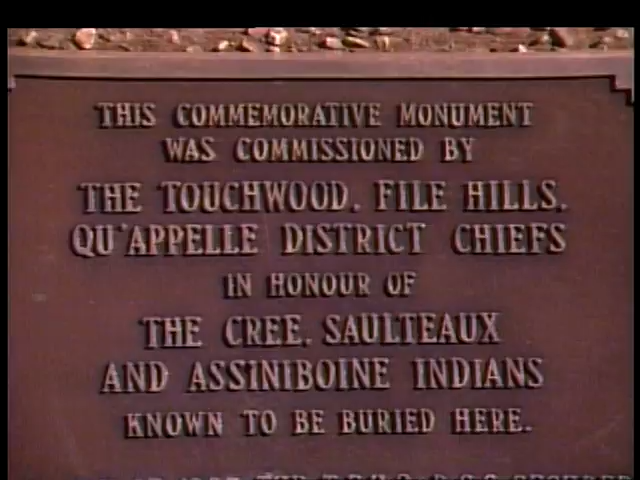 THIS COMMEMORATIVE MONUMENT
WAS COMMISSIONED BY
THE TOUCHWOOD, FILE HILLS,
QU'APPELLE DISTRICT CHIEFS
IN HONOUR OF
THE CREE, SAULTEAUX
AND ASSINIBOINE INDIANS
KNOWN TO BE BURIED HERE.